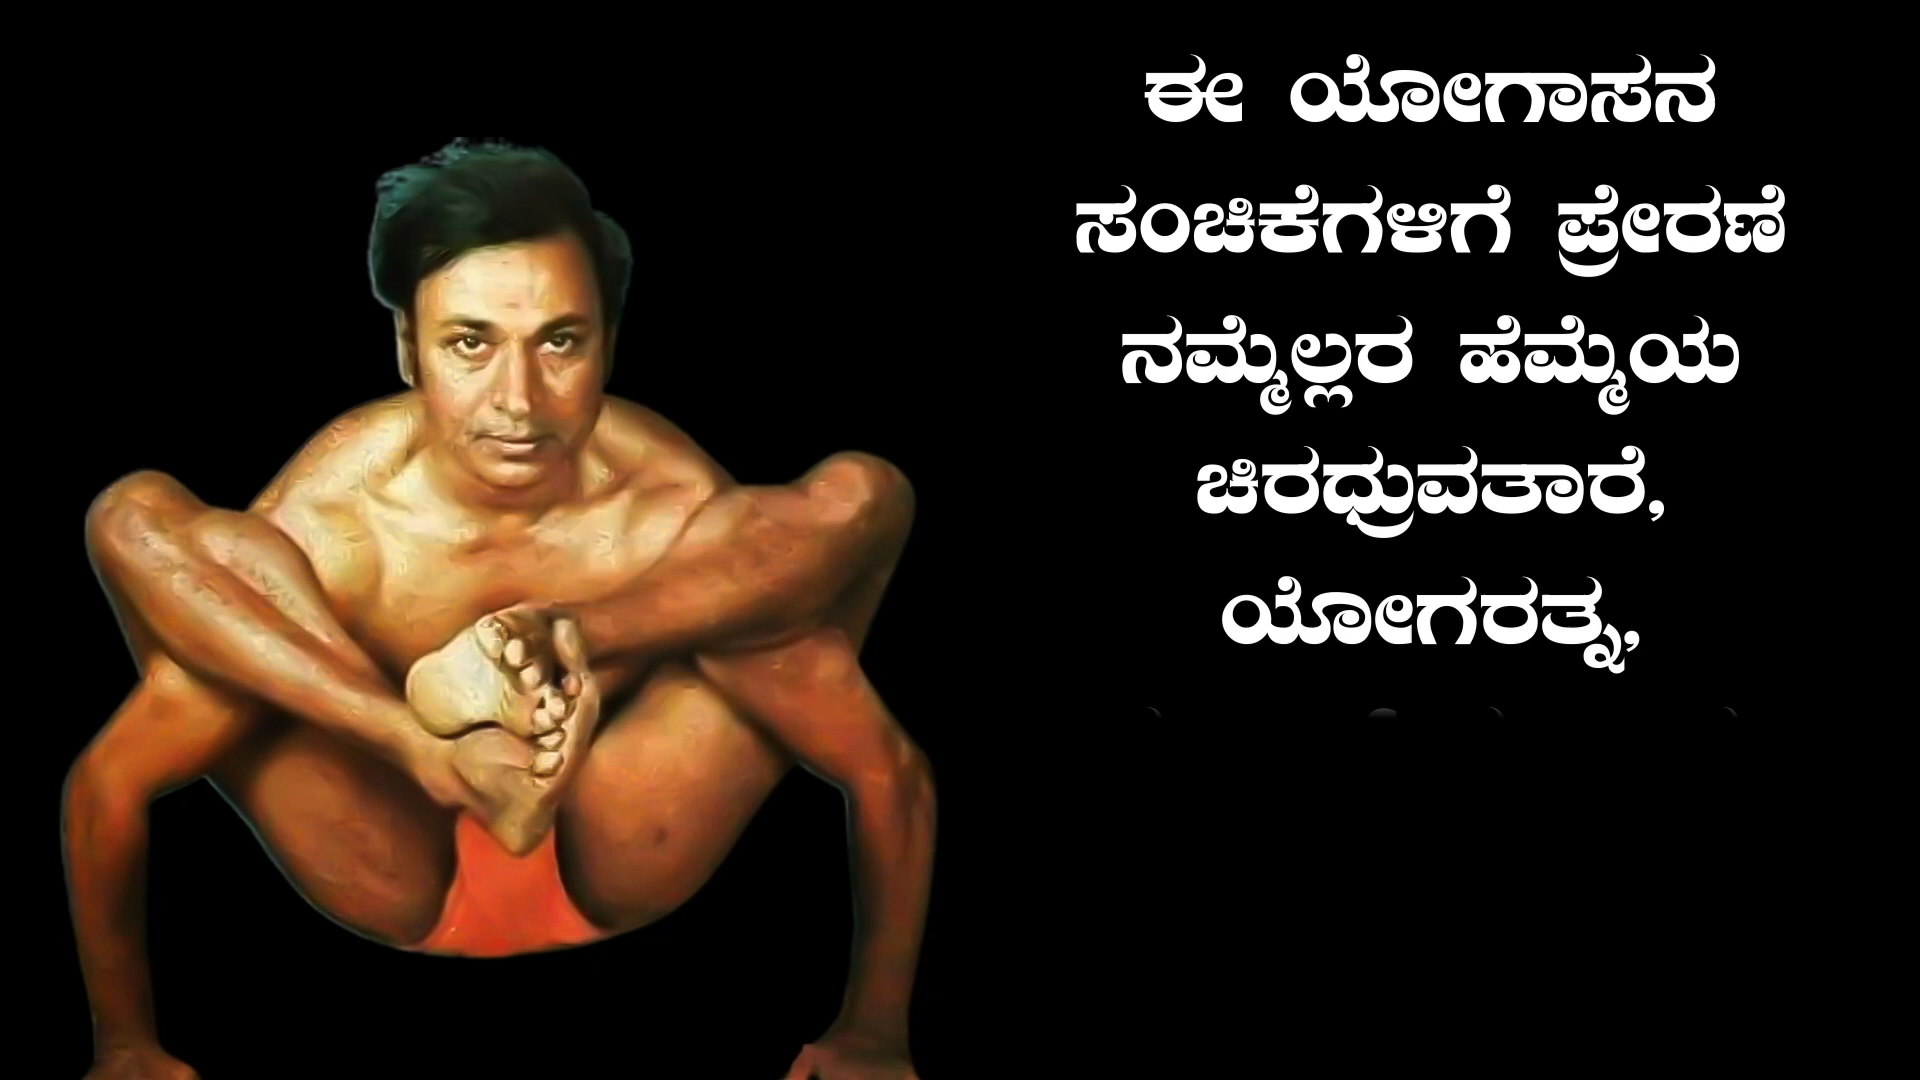 ಈ ಯೋಗಾಸನ
ಸಂಚಿಕೆಗಳಿಗೆ ಪ್ರೇರಣೆ
ನಮ್ಮೆಲ್ಲರ ಹೆಮ್ಮೆಯ
ಚಿರಧ್ರುವತಾರೆ,
ಯೋಗರತ್ನ,